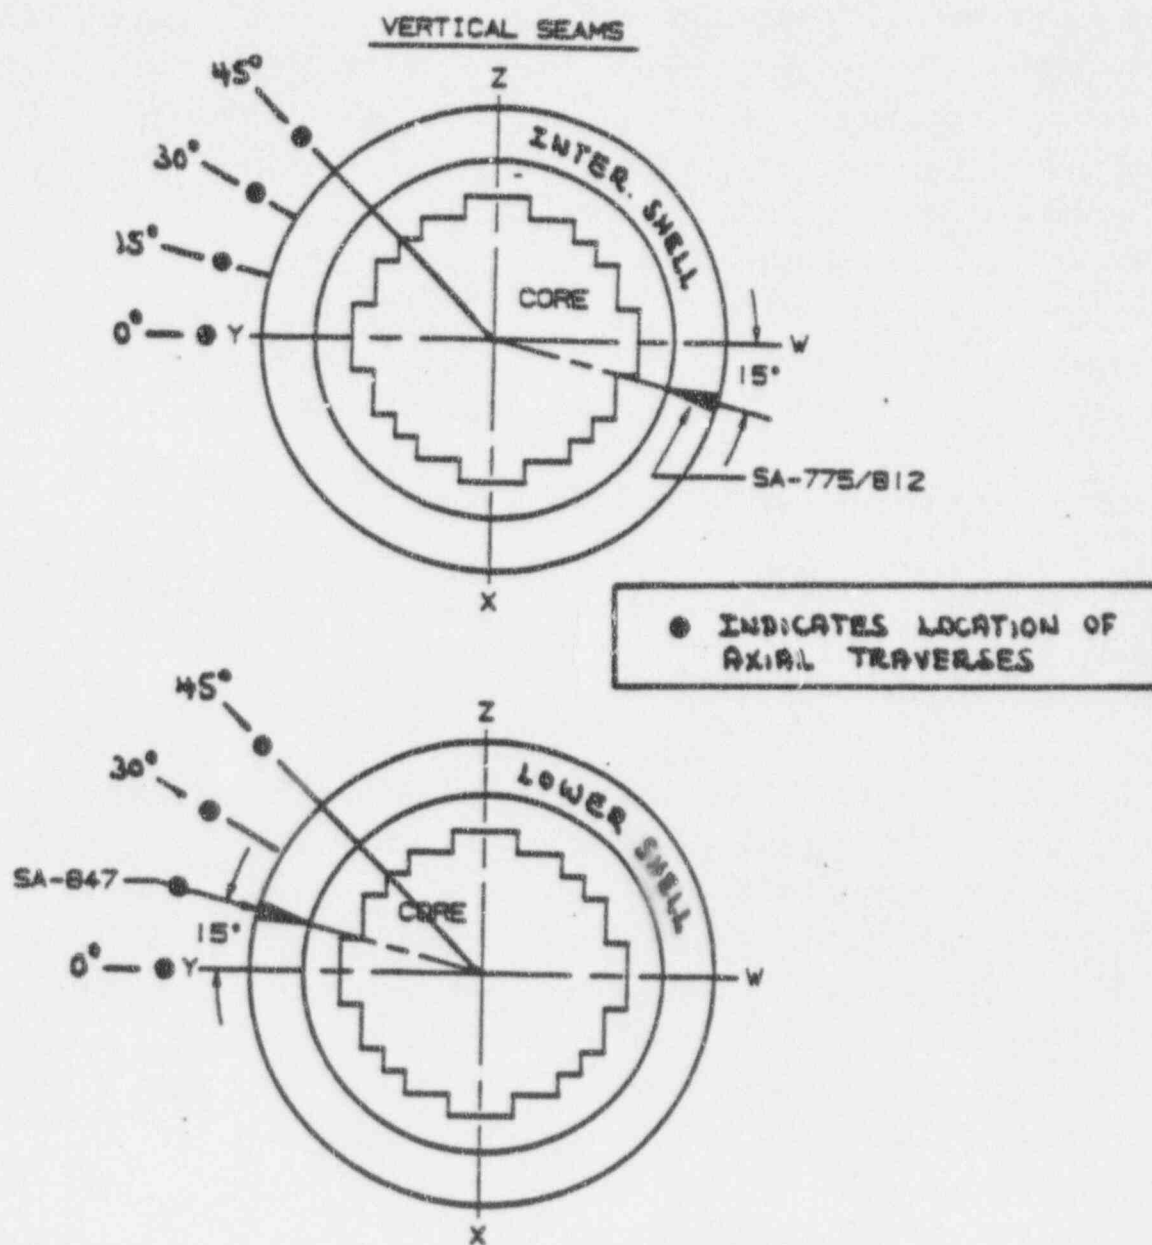 VERTICAL SEAMS
45°
Z
30°
INTER. SHELL
15°
CORE
0°
Y
W
15°
SA-775/812
X
● INDICATES LOCATION OF
AXIAL TRAVERSES
45°
Z
30°
LOWER SHELL
SA-847
CORE
15°
0°
Y
W
X